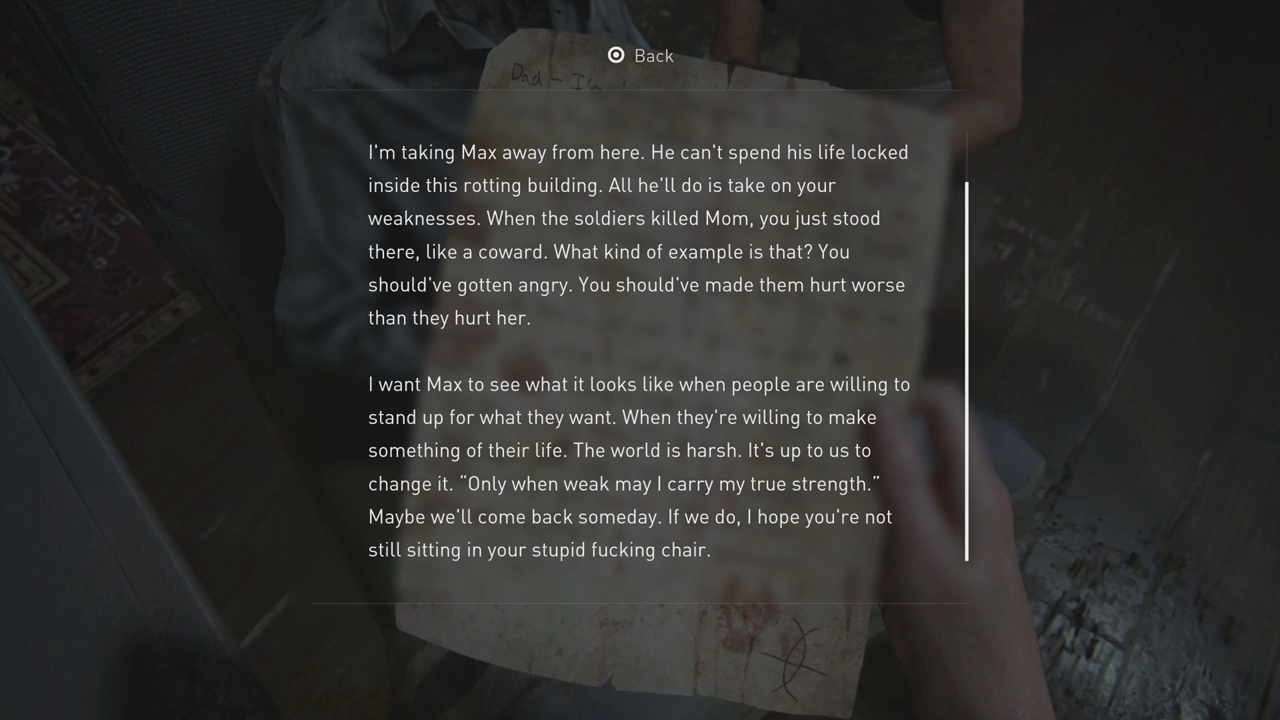 Back
Dad - I'm
I'm taking Max away from here. He can't spend his life locked
inside this rotting building. All he'll do is take on your
weaknesses. When the soldiers killed Mom, you just stood
there, like a coward. What kind of example is that? You
should've gotten angry. You should've made them hurt worse
than they hurt her.
I want Max to see what it looks like when people are willing to
stand up for what they want. When they're willing to make
something of their life. The world is harsh. It's up to us to
change it. “Only when weak may I carry my true strength.”
Maybe we'll come back someday. If we do, I hope you're not
still sitting in your stupid fucking chair.